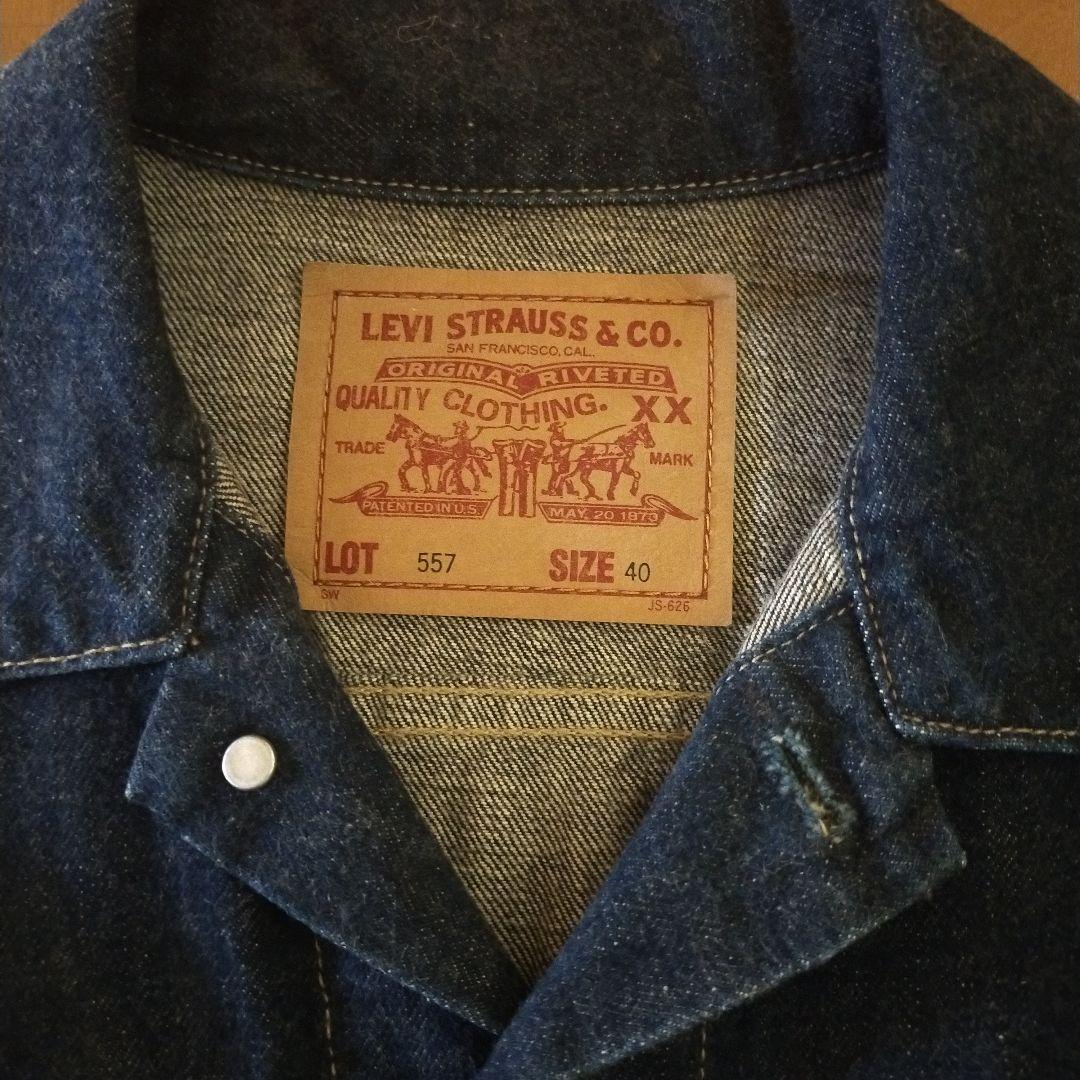 LEVI STRAUSS & CO.
SAN FRANCISCO, CAL.
ORIGINAL RIVETED
QUALITY CLOTHING. XX
TRADE MARK
PATENTED IN U.S. MAY 20 1873
LOT 557 SIZE 40
SW JS-626